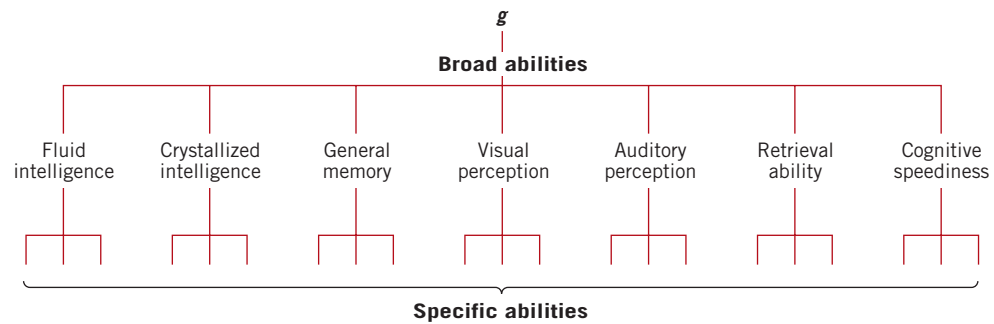 g
Broad abilities
Fluid
intelligence
Crystallized
intelligence
General
memory
Visual
perception
Auditory
perception
Retrieval
ability
Cognitive
speediness
Specific abilities